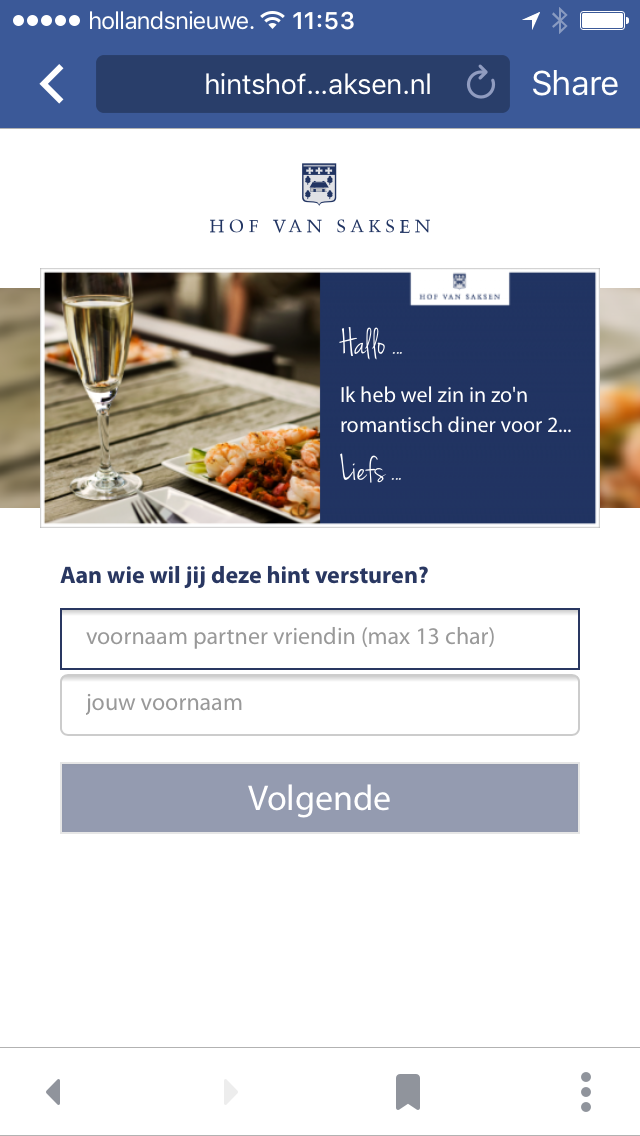 hollandsnieuwe. 11:53
hintshof...aksen.nl Share
HOF VAN SAKSEN
HOF VAN SAKSEN
Hallo ...
Ik heb wel zin in zo'n
romantisch diner voor 2...
Liefs ...
Aan wie wil jij deze hint versturen?
voornaam partner vriendin (max 13 char)
jouw voornaam
Volgende